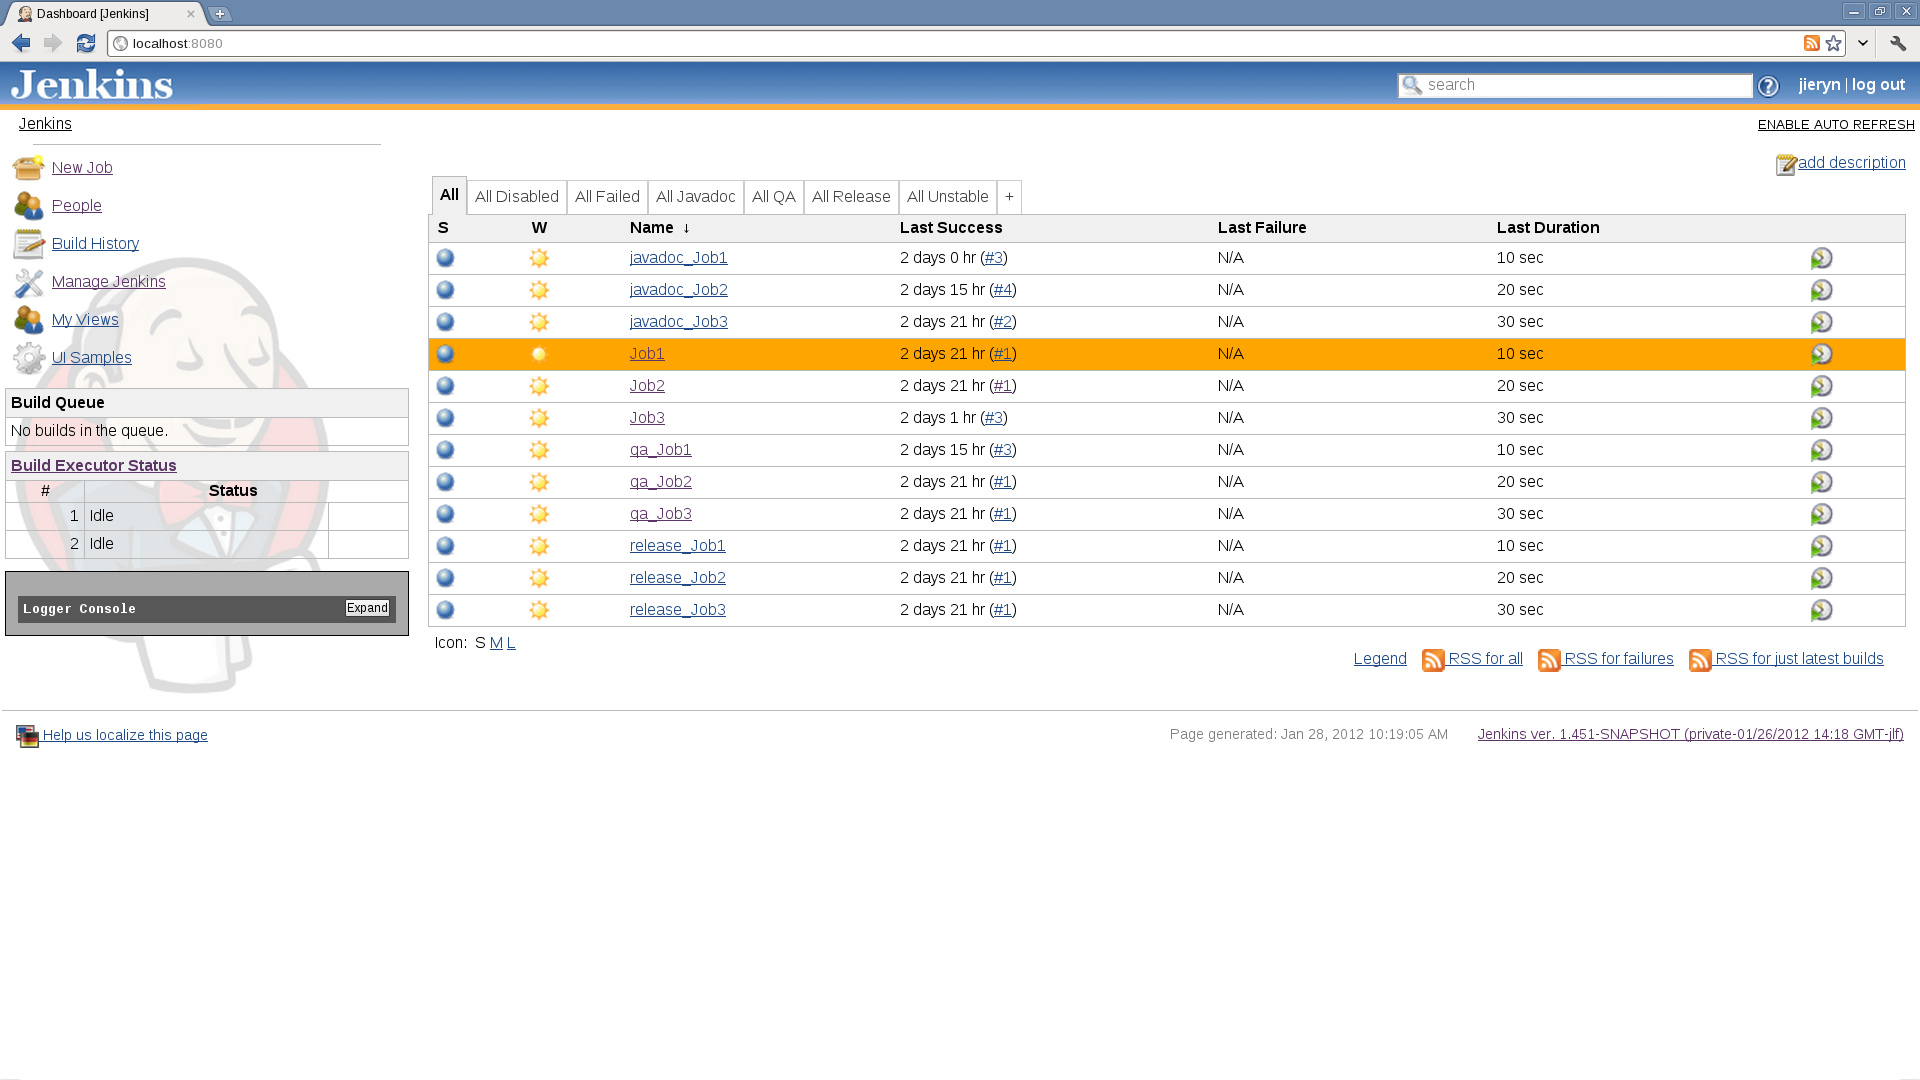 Dashboard [Jenkins]
localhost:8080
Jenkins
search
jieryn | log out
Jenkins
ENABLE AUTO REFRESH
New Job
People
Build History
Manage Jenkins
My Views
UI Samples
Build Queue
No builds in the queue.
Build Executor Status
# Status
1 Idle
2 Idle
Logger Console Expand
add description
All All Disabled All Failed All Javadoc All QA All Release All Unstable +
S W Name ↓ Last Success Last Failure Last Duration
javadoc_Job1 2 days 0 hr (#3) N/A 10 sec
javadoc_Job2 2 days 15 hr (#4) N/A 20 sec
javadoc_Job3 2 days 21 hr (#2) N/A 30 sec
Job1 2 days 21 hr (#1) N/A 10 sec
Job2 2 days 21 hr (#1) N/A 20 sec
Job3 2 days 1 hr (#3) N/A 30 sec
qa_Job1 2 days 15 hr (#3) N/A 10 sec
qa_Job2 2 days 21 hr (#1) N/A 20 sec
qa_Job3 2 days 21 hr (#1) N/A 30 sec
release_Job1 2 days 21 hr (#1) N/A 10 sec
release_Job2 2 days 21 hr (#1) N/A 20 sec
release_Job3 2 days 21 hr (#1) N/A 30 sec
Icon: S M L
Legend RSS for all RSS for failures RSS for just latest builds
Help us localize this page
Page generated: Jan 28, 2012 10:19:05 AM Jenkins ver. 1.451-SNAPSHOT (private-01/26/2012 14:18 GMT-jlf)